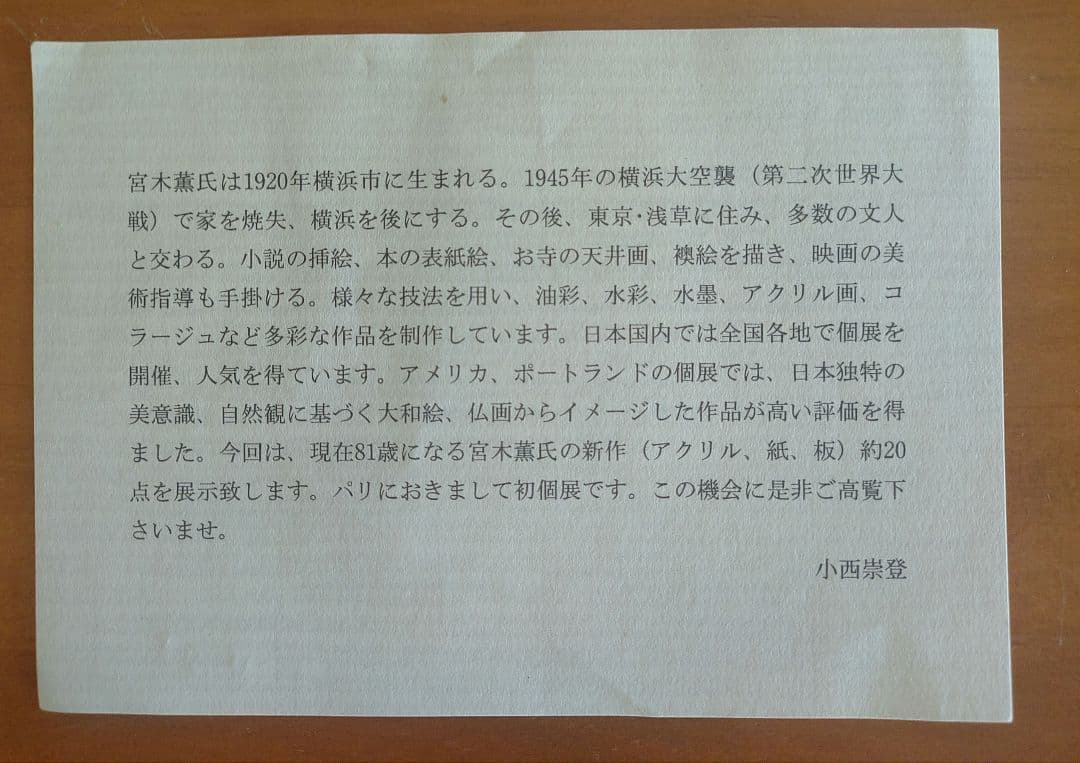 宮木薫氏は1920年横浜市に生まれる。1945年の横浜大空襲（第二次世界大
戦）で家を焼失、横浜を後にする。その後、東京･浅草に住み、多数の文人
と交わる。小説の挿絵、本の表紙絵、お寺の天井画、襖絵を描き、映画の美
術指導も手掛ける。様々な技法を用い、油彩、水彩、水墨、アクリル画、コ
ラージュなど多彩な作品を制作しています。日本国内では全国各地で個展を
開催、人気を得ています。アメリカ、ポートランドの個展では、日本独特の
美意識、自然観に基づく大和絵、仏画からイメージした作品が高い評価を得
ました。今回は、現在81歳になる宮木薫氏の新作（アクリル、紙、板）約20
点を展示致します。パリにおきまして初個展です。この機会に是非ご高覧下
さいませ。
小西崇登